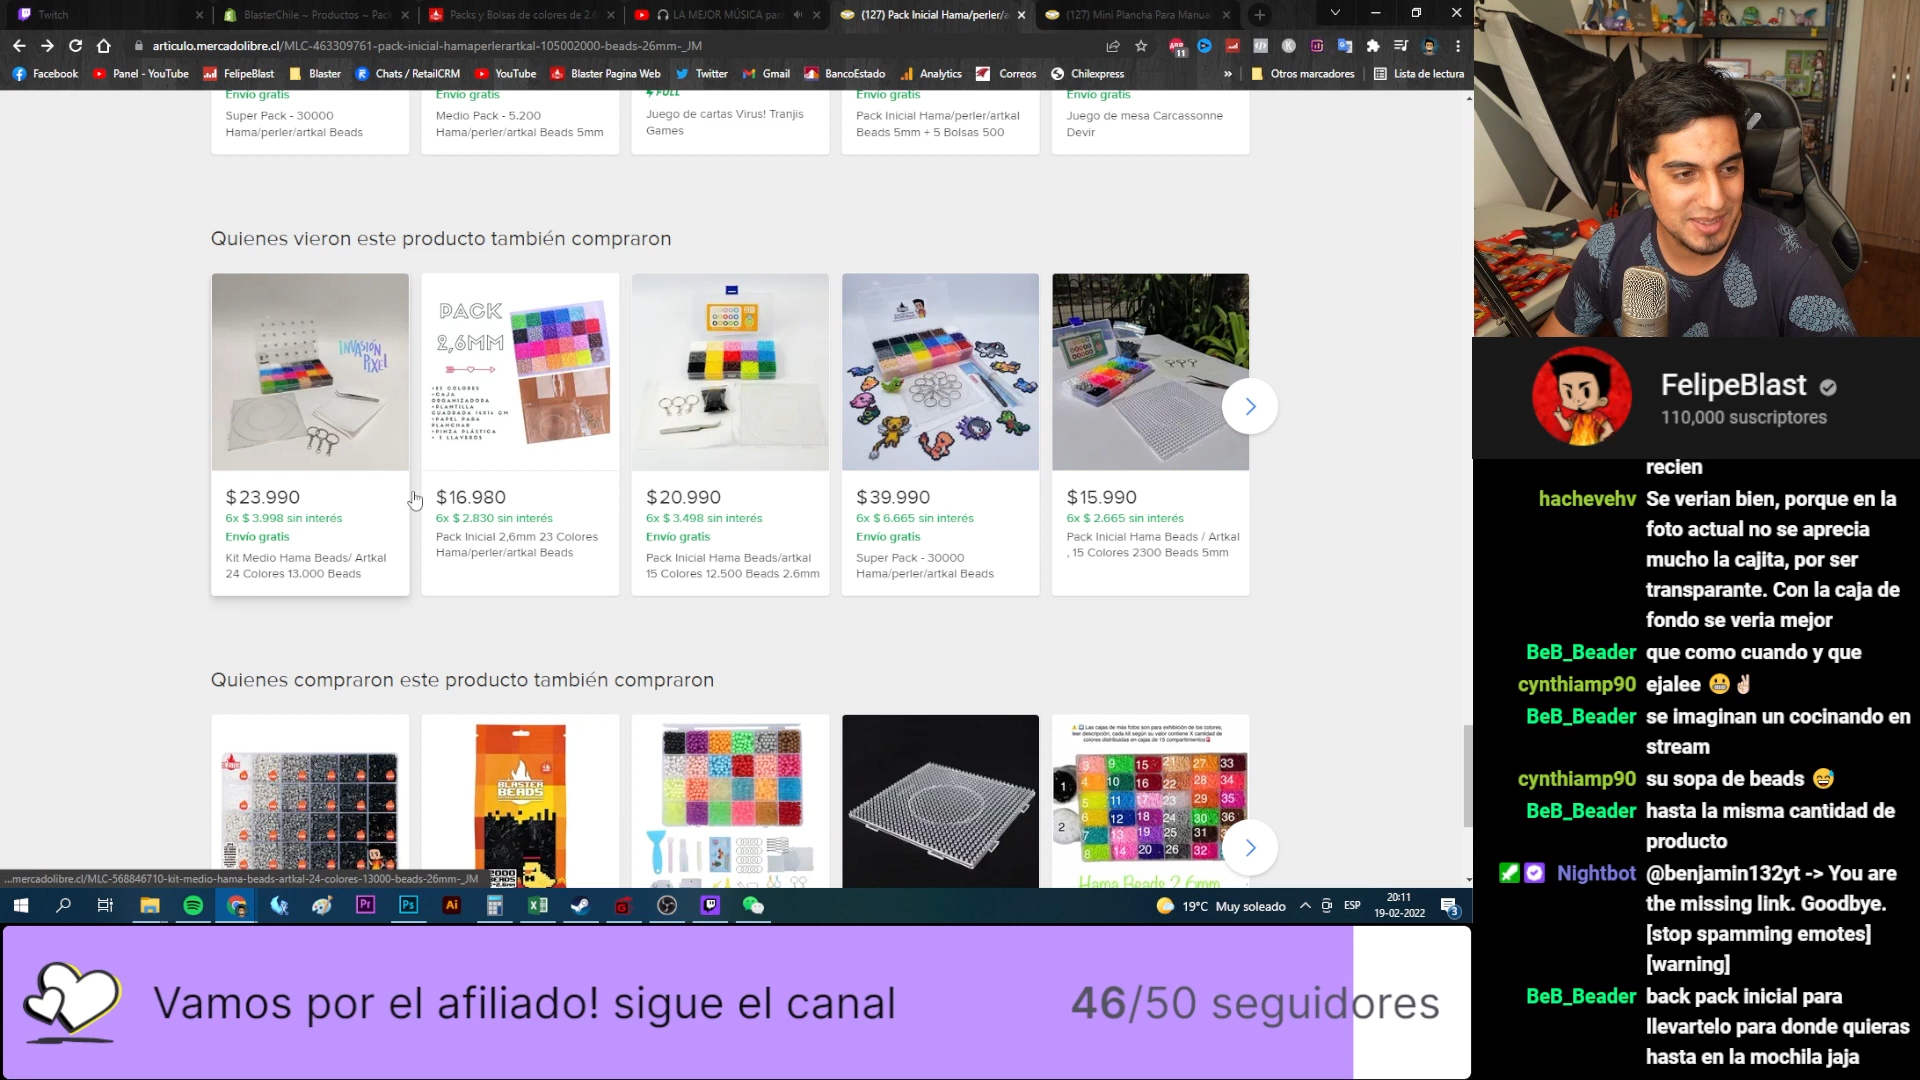 Twitch
BlasterChile ~ Productos ~ Pack
Packs y Bolsas de colores de 2.6
LA MEJOR MÚSICA par
(127) Pack Inicial Hama/perler/a
(127) Mini Plancha Para Manua
articulo.mercadolibre.cl/MLC-463309761-pack-inicial-hamaperlerartkal-105002000-beads-26mm-_JM
11
Facebook
Panel - YouTube
FelipeBlast
Blaster
Chats / RetailCRM
YouTube
Blaster Pagina Web
Twitter
Gmail
BancoEstado
Analytics
Correos
Chilexpress
»
Otros marcadores
Lista de lectura
Envío gratis
Super Pack - 30000
Hama/perler/artkal Beads
Envío gratis
Medio Pack - 5.200
Hama/perler/artkal Beads 5mm
FULL
Juego de cartas Virus! Tranjis
Games
Envío gratis
Pack Inicial Hama/perler/artkal
Beads 5mm + 5 Bolsas 500
Envío gratis
Juego de mesa Carcassonne
Devir
Quienes vieron este producto también compraron
INVASIÓN
PIXEL
$ 23.990
6x $ 3.998 sin interés
Envío gratis
Kit Medio Hama Beads/ Artkal
24 Colores 13.000 Beads
PACK
2,6MM
ORGANIZADORA
$ 16.980
6x $ 2.830 sin interés
Pack Inicial 2,6mm 23 Colores
Hama/perler/artkal Beads
$ 20.990
6x $ 3.498 sin interés
Envío gratis
Pack Inicial Hama Beads/artkal
15 Colores 12.500 Beads 2.6mm
$ 39.990
6x $ 6.665 sin interés
Envío gratis
Super Pack - 30000
Hama/perler/artkal Beads
$ 15.990
6x $ 2.665 sin interés
Pack Inicial Hama Beads / Artkal
, 15 Colores 2300 Beads 5mm
Quienes compraron este producto también compraron
BLASTER
BEADS
Hama Beads 2.6mm
...mercadolibre.cl/MLC-568846710-kit-medio-hama-beads-artkal-24-colores-13000-beads-26mm-_JM
19°C Muy soleado
ESP
20:11
19-02-2022
3
Vamos por el afiliado! sigue el canal
46/50 seguidores
FelipeBlast
110,000 suscriptores
recien
hachevehv Se verian bien, porque en la
foto actual no se aprecia
mucho la cajita, por ser
transparante. Con la caja de
fondo se veria mejor
BeB_Beader que como cuando y que
cynthiamp90 ejalee 😬✌🏻
BeB_Beader se imaginan un cocinando en
stream
cynthiamp90 su sopa de beads 😅
BeB_Beader hasta la misma cantidad de
producto
Nightbot @benjamin132yt -> You are
the missing link. Goodbye.
[stop spamming emotes]
[warning]
BeB_Beader back pack inicial para
llevartelo para donde quieras
hasta en la mochila jaja